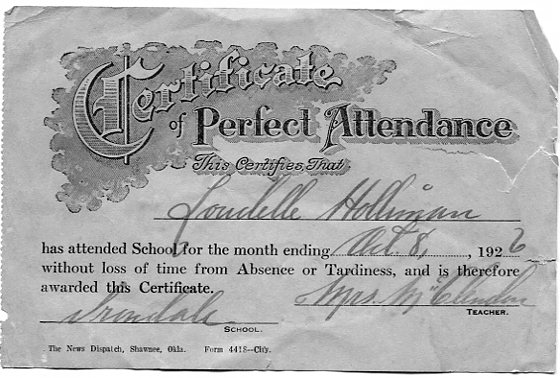 Certificate
of Perfect Attendance
This Certifies, That
Loudelle Holliman
has attended School for the month ending Oct. 8, 1926
without loss of time from Absence or Tardiness, and is therefore
awarded this Certificate. Mrs. McClendon
Irondale TEACHER.
SCHOOL.
The News Dispatch, Shawnee, Okla. Form 4418--Cls.